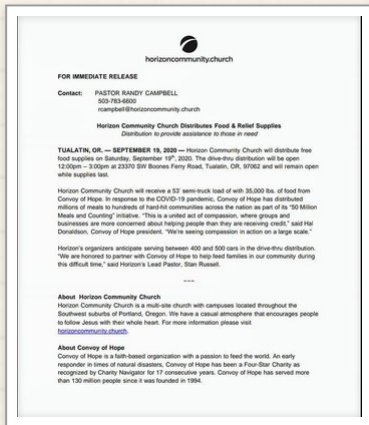 horizoncommunity.church
FOR IMMEDIATE RELEASE
Contact: PASTOR RANDY CAMPBELL
503-783-6600
rcampbell@horizoncommunity.church
Horizon Community Church Distributes Food & Relief Supplies
Distribution to provide assistance to those in need
TUALATIN, OR. — SEPTEMBER 19, 2020 — Horizon Community Church will distribute free
food supplies on Saturday, September 19th, 2020. The drive-thru distribution will be open
12:00pm – 3:00pm at 23370 SW Boones Ferry Road, Tualatin, OR, 97062 and will remain open
while supplies last.
Horizon Community Church will receive a 53' semi-truck load of with 35,000 lbs. of food from
Convoy of Hope. In response to the COVID-19 pandemic, Convoy of Hope has distributed
millions of meals to hundreds of hard-hit communities across the nation as part of its "50 Million
Meals and Counting" initiative. "This is a united act of compassion, where groups and
businesses are more concerned about helping people than they are receiving credit," said Hal
Donaldson, Convoy of Hope president. "We're seeing compassion in action on a large scale."
Horizon's organizers anticipate serving between 400 and 500 cars in the drive-thru distribution.
"We are honored to partner with Convoy of Hope to help feed families in our community during
this difficult time," said Horizon's Lead Pastor, Stan Russell.
~~~
About Horizon Community Church
Horizon Community Church is a multi-site church with campuses located throughout the
Southwest suburbs of Portland, Oregon. We have a casual atmosphere that encourages people
to follow Jesus with their whole heart. For more information please visit
horizoncommunity.church.
About Convoy of Hope
Convoy of Hope is a faith-based organization with a passion to feed the world. An early
responder in times of natural disasters, Convoy of Hope has been a Four-Star Charity as
recognized by Charity Navigator for 17 consecutive years. Convoy of Hope has served more
than 130 million people since it was founded in 1994.